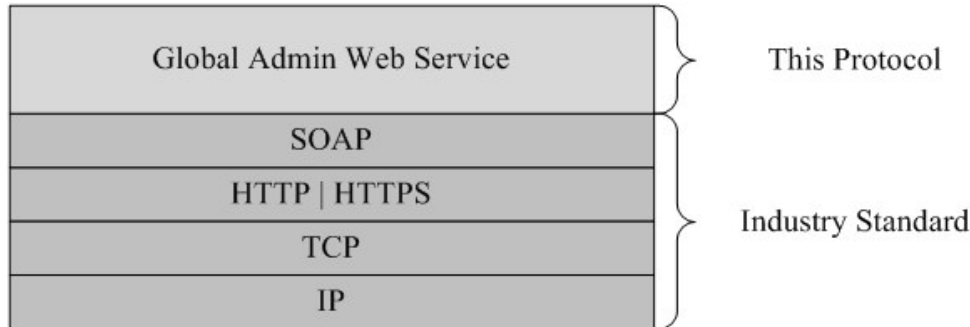 Global Admin Web Service
This Protocol
SOAP
HTTP | HTTPS
TCP
IP
Industry Standard